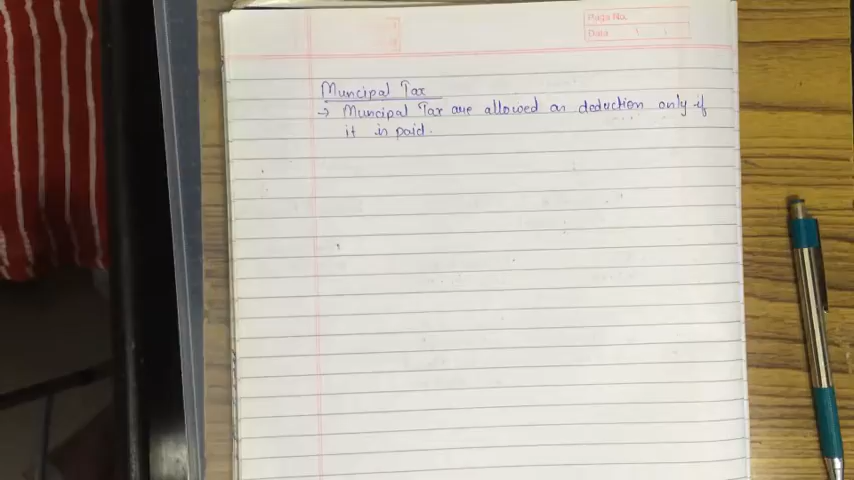 Page No.
Date
Muncipal Tax
→ Muncipal Tax are allowed as deduction only if
it is paid.